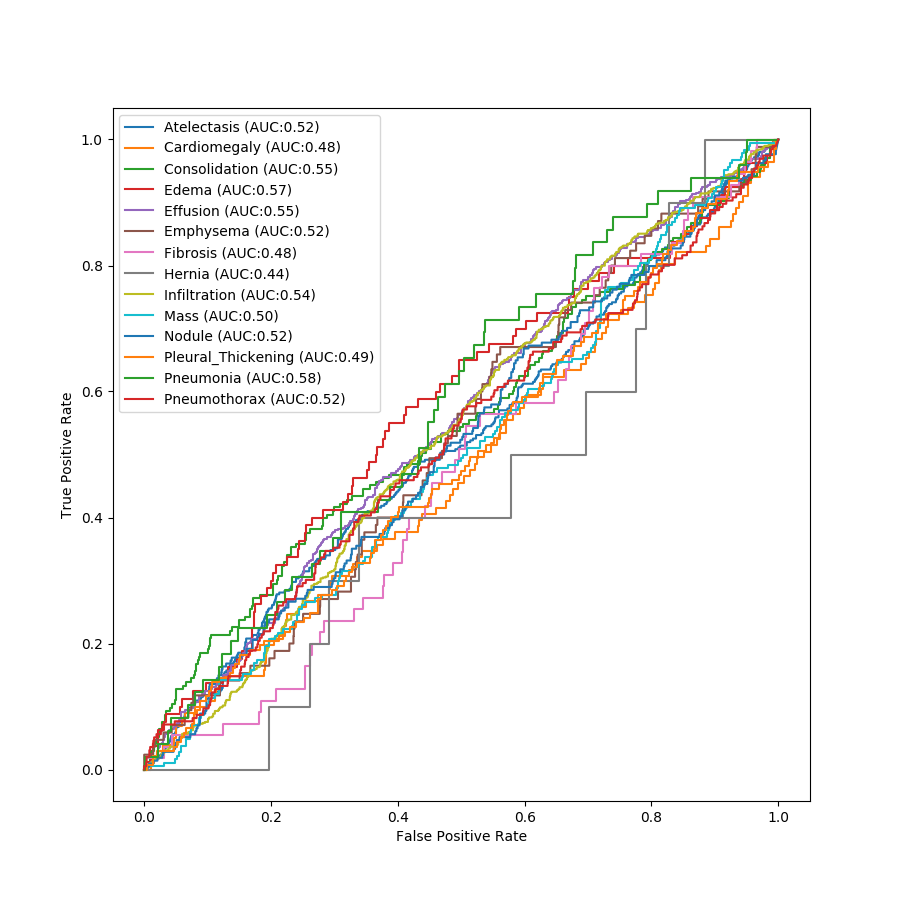 Atelectasis (AUC:0.52)
Cardiomegaly (AUC:0.48)
Consolidation (AUC:0.55)
Edema (AUC:0.57)
Effusion (AUC:0.55)
Emphysema (AUC:0.52)
Fibrosis (AUC:0.48)
Hernia (AUC:0.44)
Infiltration (AUC:0.54)
Mass (AUC:0.50)
Nodule (AUC:0.52)
Pleural_Thickening (AUC:0.49)
Pneumonia (AUC:0.58)
Pneumothorax (AUC:0.52)
True Positive Rate
1.0
0.8
0.6
0.4
0.2
0.0
0.0 0.2 0.4 0.6 0.8 1.0
False Positive Rate